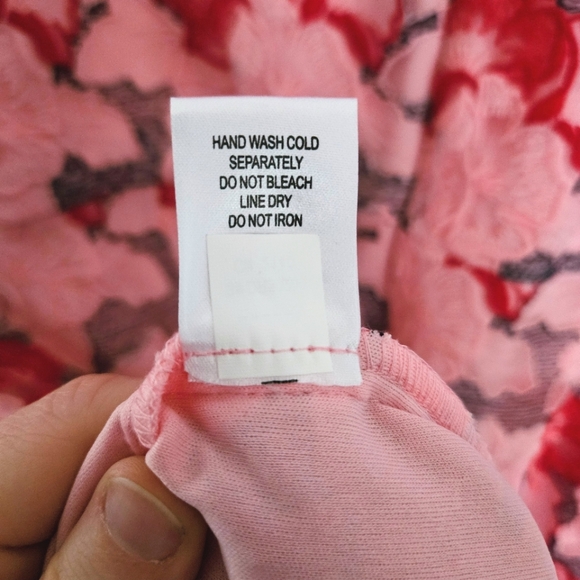 HAND WASH COLD
SEPARATELY
DO NOT BLEACH
LINE DRY
DO NOT IRON